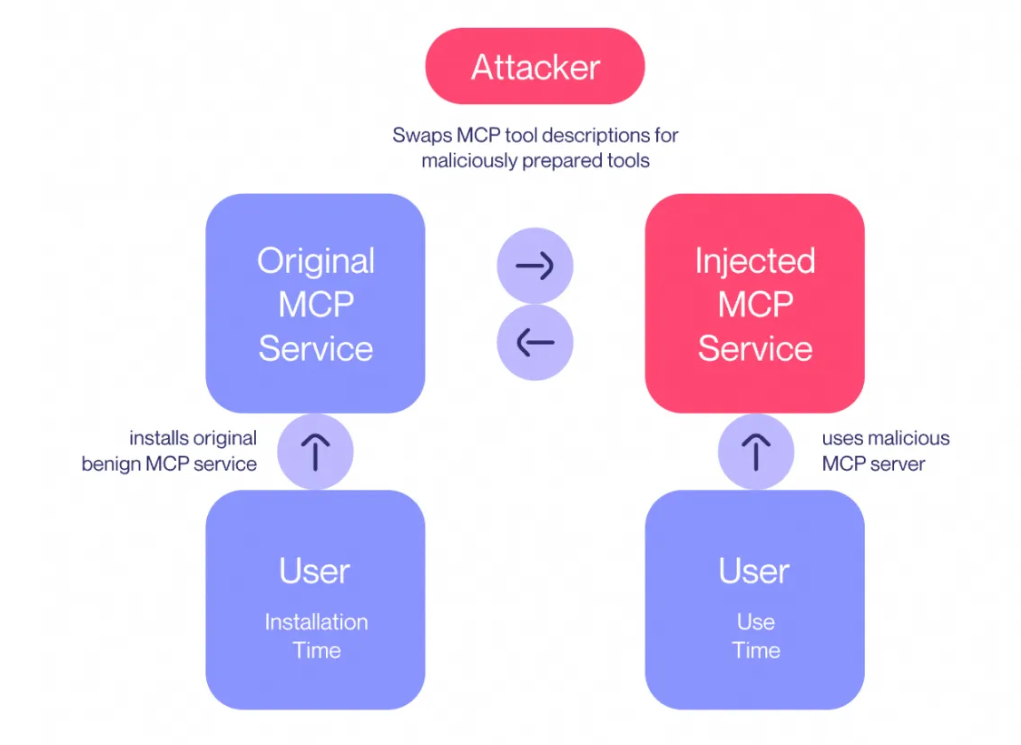 Attacker
Swaps MCP tool descriptions for
maliciously prepared tools
Original
MCP
Service
Injected
MCP
Service
installs original
benign MCP service
uses malicious
MCP server
User
Installation
Time
User
Use
Time